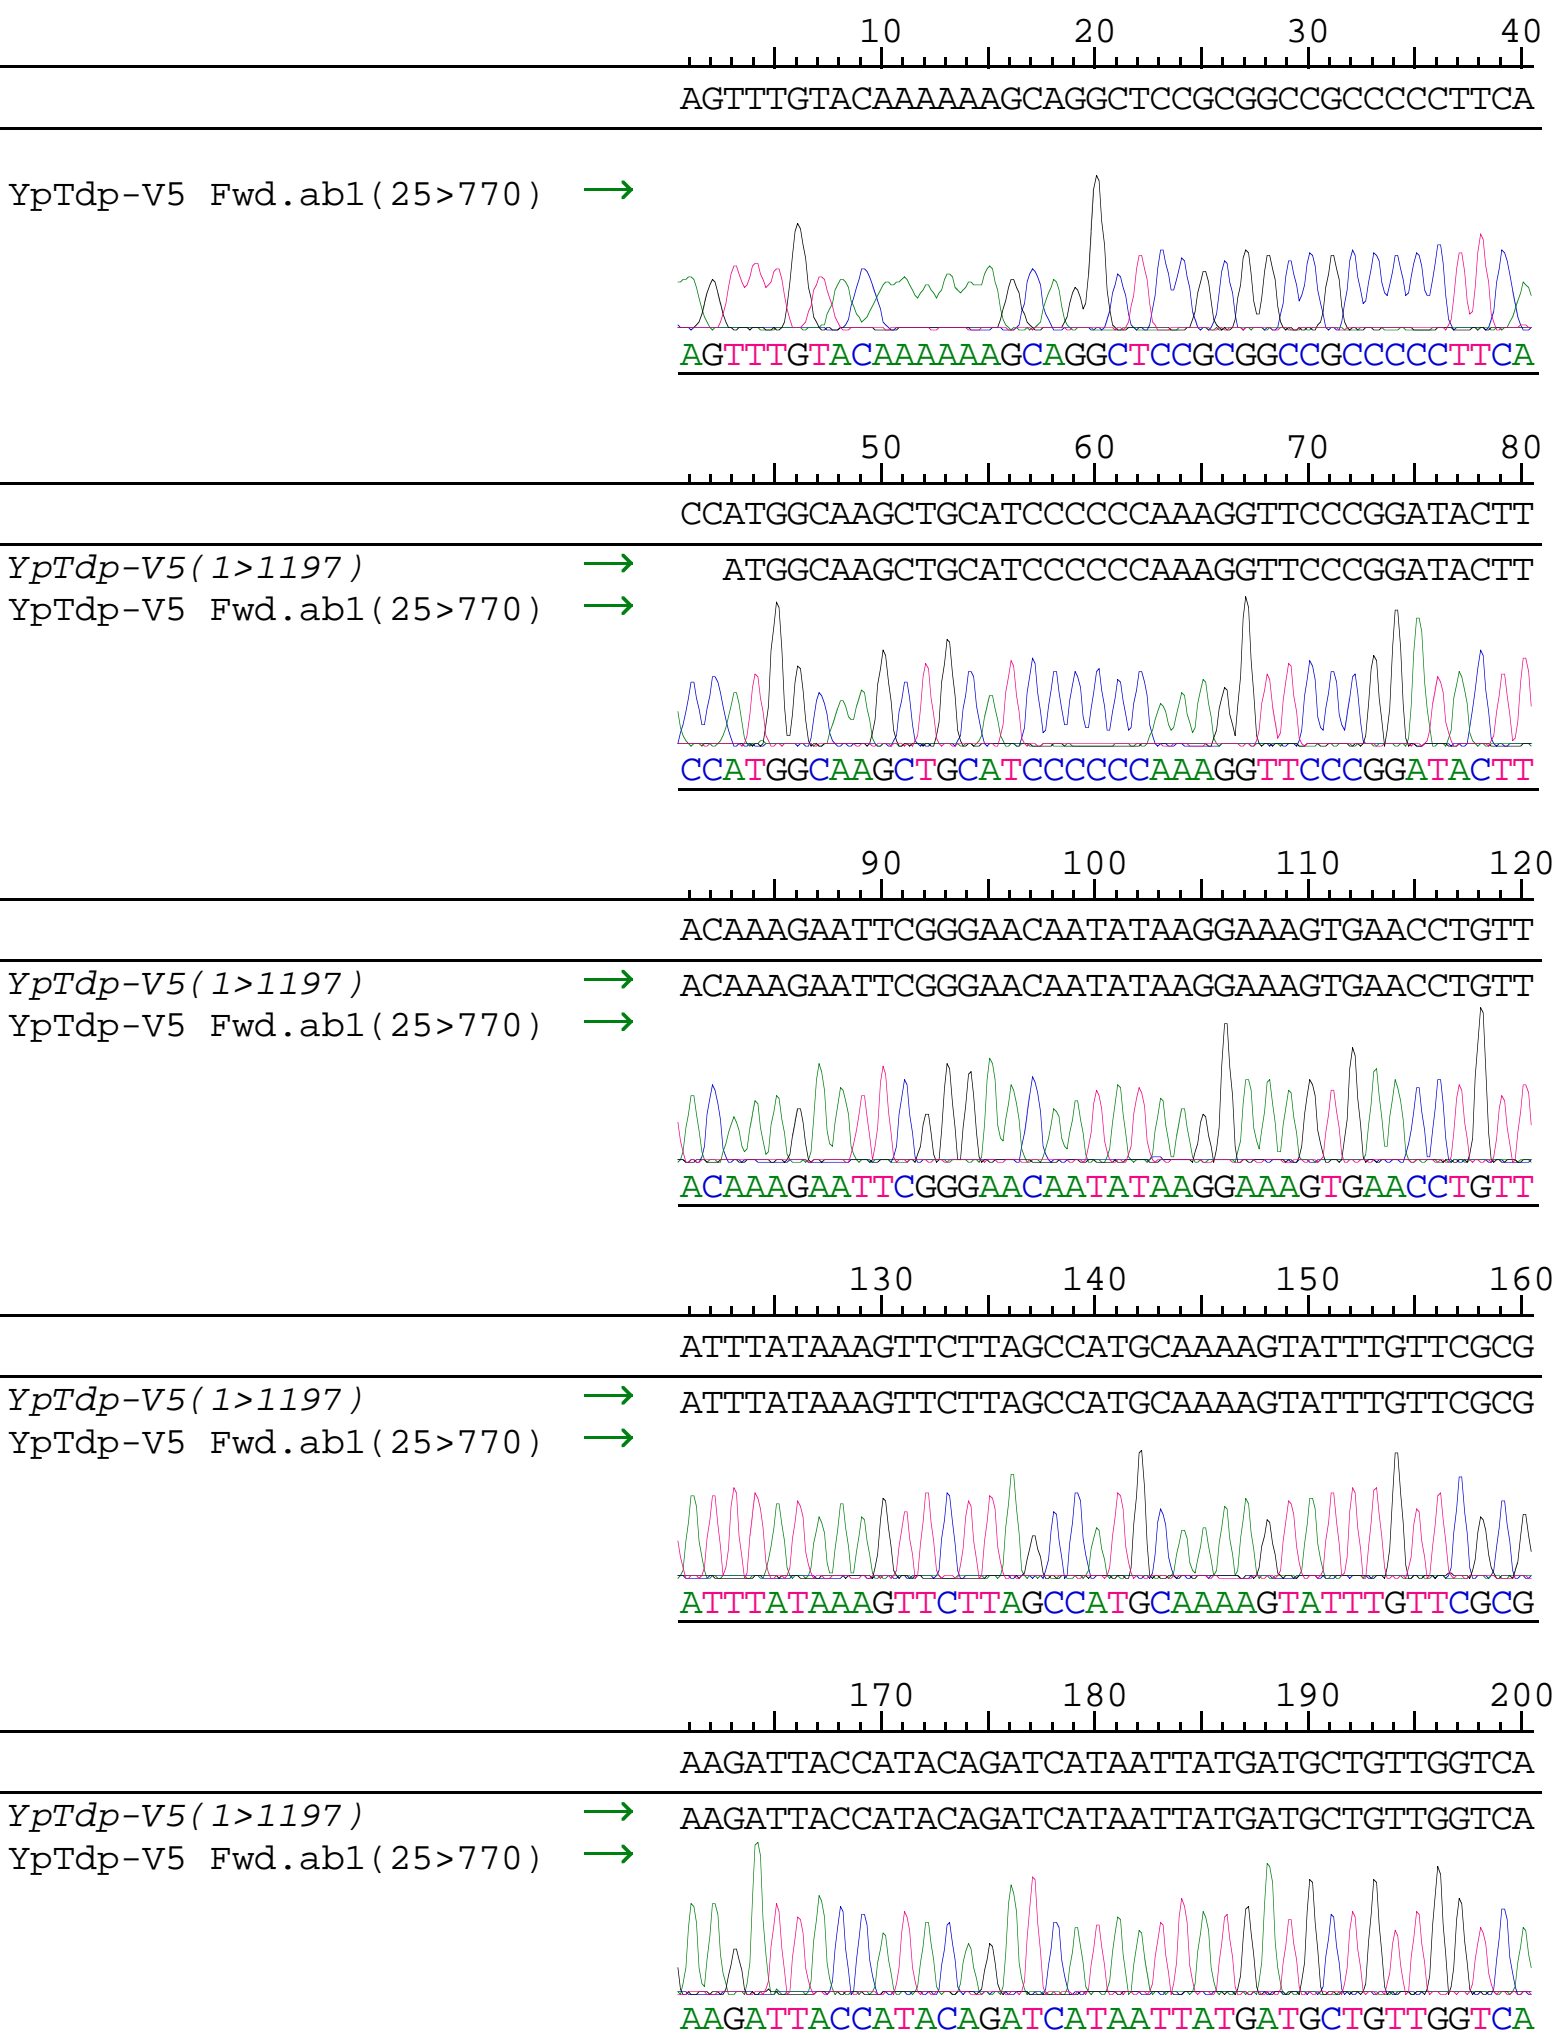 10 20 30 40
AGTTTGTACAAAAAAGCAGGCTCCGCGGCCGCCCCCTTCA
YpTdp-V5 Fwd.ab1(25>770) →
AGTTTGTACAAAAAAGCAGGCTCCGCGGCCGCCCCCTTCA
50 60 70 80
CCATGGCAAGCTGCATCCCCCCAAAGGTTCCCGGATACTT
YpTdp-V5(1>1197) → ATGGCAAGCTGCATCCCCCCAAAGGTTCCCGGATACTT
YpTdp-V5 Fwd.ab1(25>770) →
CCATGGCAAGCTGCATCCCCCCAAAGGTTCCCGGATACTT
90 100 110 120
ACAAAGAATTCGGGAACAATATAAGGAAAGTGAACCTGTT
YpTdp-V5(1>1197) → ACAAAGAATTCGGGAACAATATAAGGAAAGTGAACCTGTT
YpTdp-V5 Fwd.ab1(25>770) →
ACAAAGAATTCGGGAACAATATAAGGAAAGTGAACCTGTT
130 140 150 160
ATTTATAAAGTTCTTAGCCATGCAAAAGTATTTGTTCGCG
YpTdp-V5(1>1197) → ATTTATAAAGTTCTTAGCCATGCAAAAGTATTTGTTCGCG
YpTdp-V5 Fwd.ab1(25>770) →
ATTTATAAAGTTCTTAGCCATGCAAAAGTATTTGTTCGCG
170 180 190 200
AAGATTACCATACAGATCATAATTATGATGCTGTTGGTCA
YpTdp-V5(1>1197) → AAGATTACCATACAGATCATAATTATGATGCTGTTGGTCA
YpTdp-V5 Fwd.ab1(25>770) →
AAGATTACCATACAGATCATAATTATGATGCTGTTGGTCA